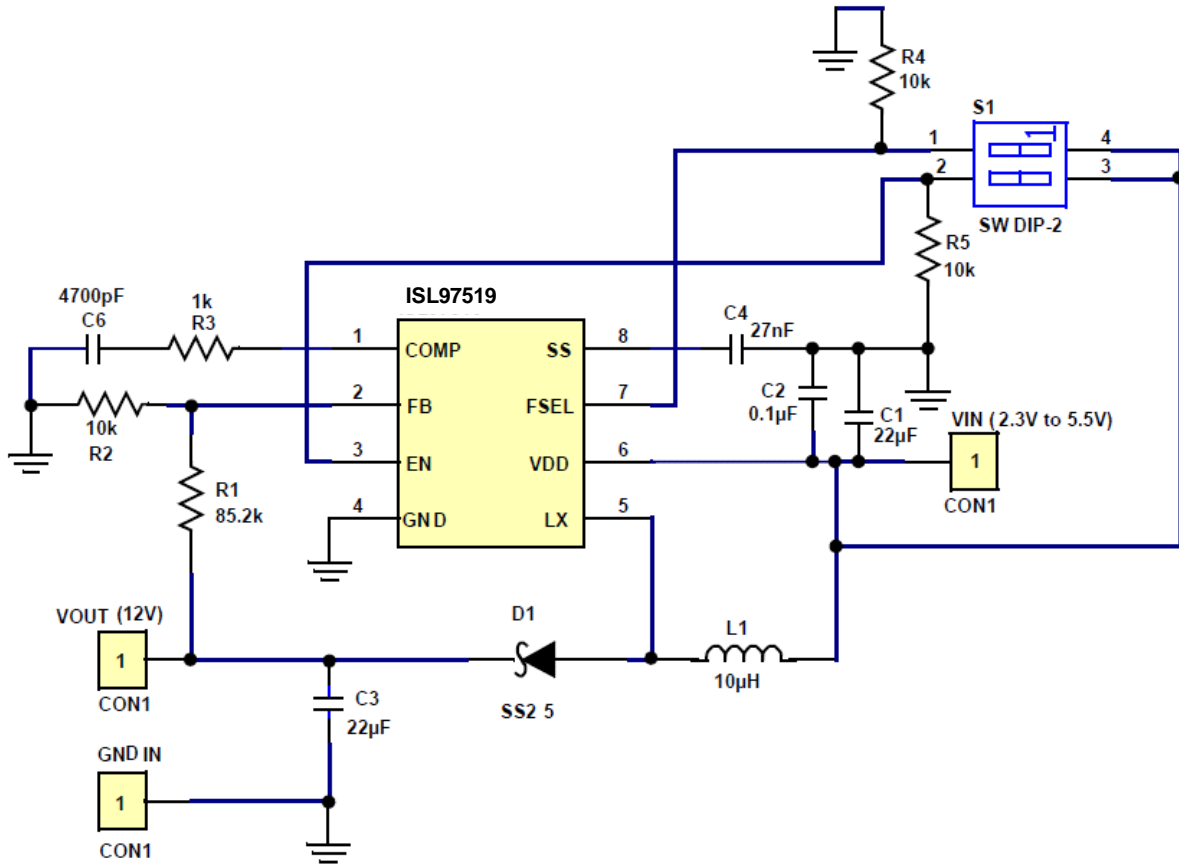 R4
10k
S1
1
4
2
3
SW DIP-2
R5
10k
4700pF
C6
1k
R3
ISL97519
C4
27nF
1
COMP
SS
8
2
FB
FSEL
7
3
EN
VDD
6
4
GND
LX
5
10k
R2
C2
0.1µF
C1
22µF
VIN (2.3V to 5.5V)
1
CON1
R1
85.2k
VOUT (12V)
1
CON1
D1
SS2 5
L1
10µH
C3
22µF
GND IN
1
CON1